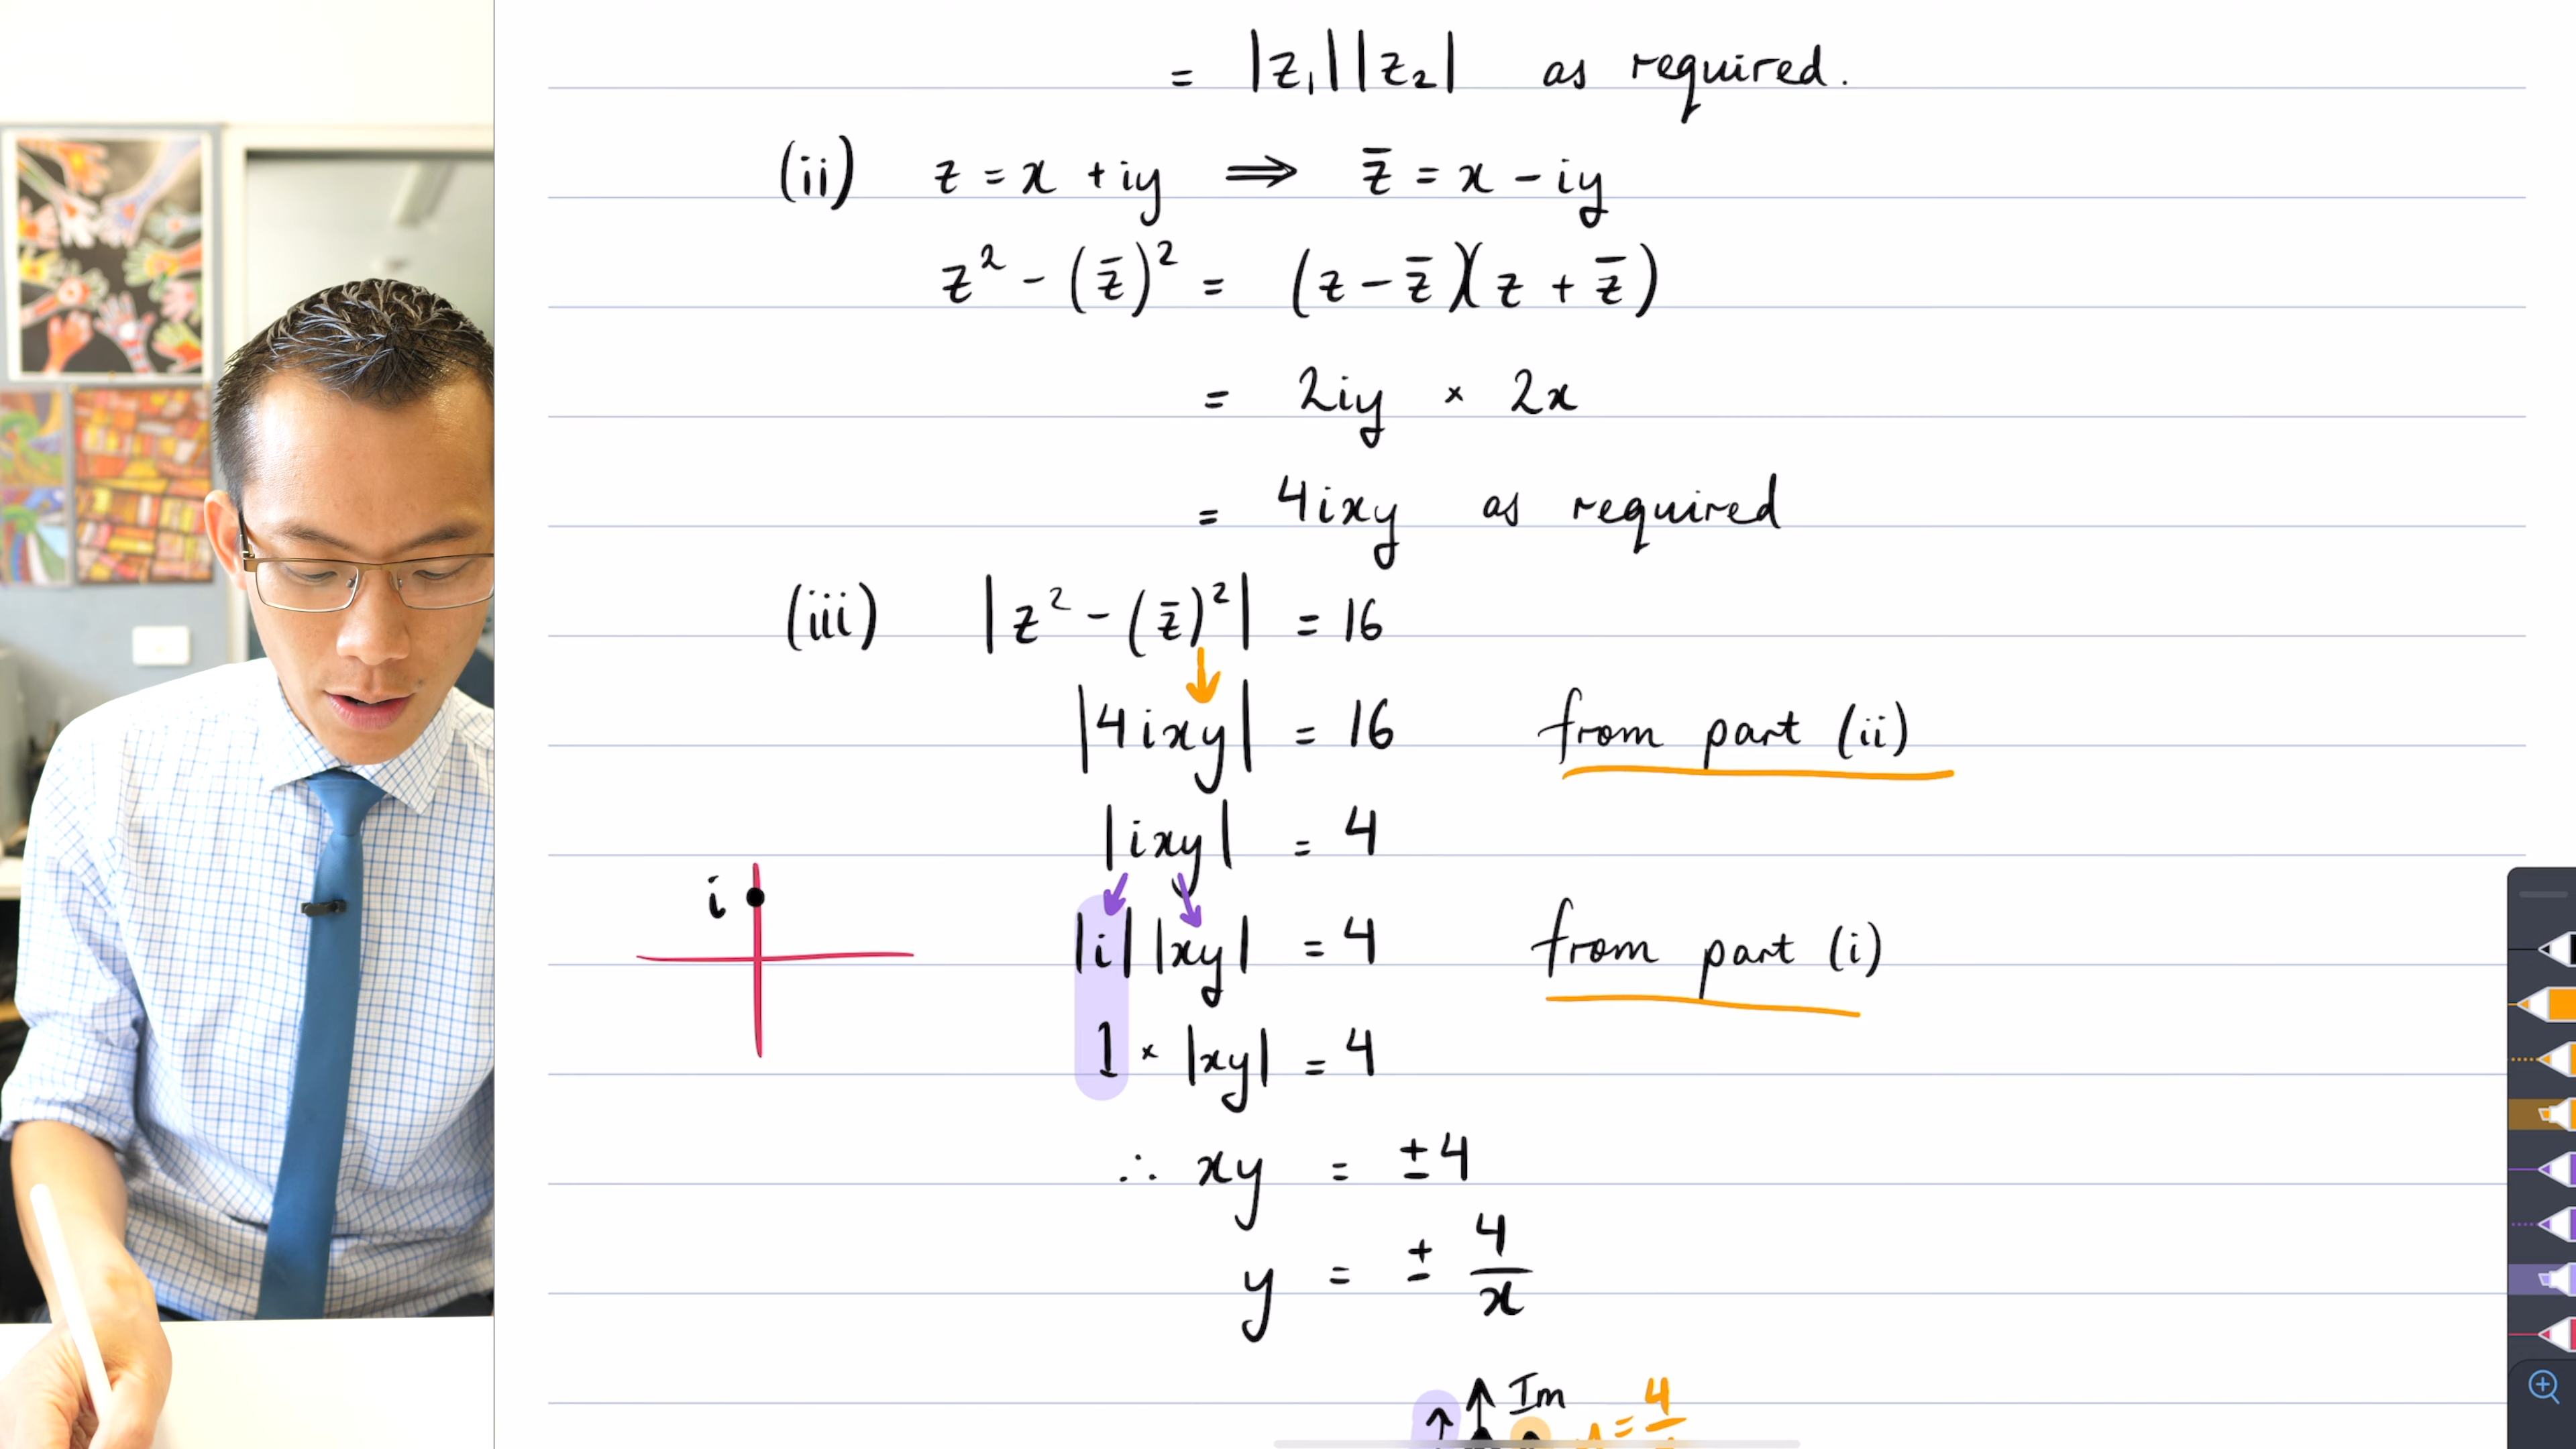 = |z₁||z₂| as required.
(ii) z = x + iy ⟹ z̄ = x - iy
z² - (z̄)² = (z - z̄)(z + z̄)
= 2iy × 2x
= 4ixy as required
(iii) |z² - (z̄)²| = 16
|4ixy| = 16 from part (ii)
|ixy| = 4
i
|i||xy| = 4 from part (i)
1 × |xy| = 4
∴ xy = ±4
y = ± 4/x
Im